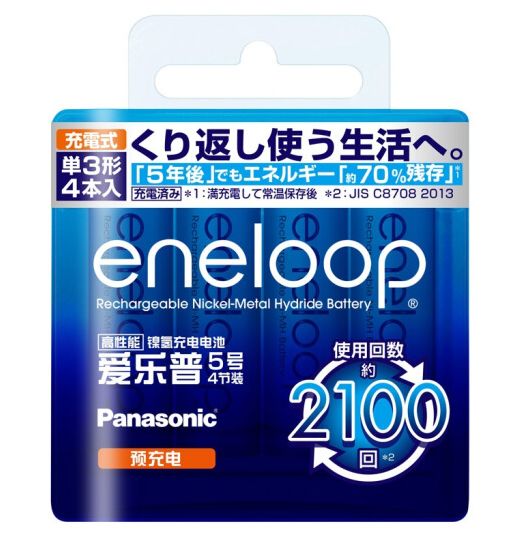 充電式
単3形
4本入
くり返し使う生活へ。
「5年後」でもエネルギー「約70%残存」*1
充電済み *1:満充電して常温保存後 *2:JIS C8708 2013
eneloop
Rechargeable Nickel-Metal Hydride Battery ®
高性能 镍氢充电电池
爱乐普 5号
4节装
Panasonic
预充电
使用回数
約
2100
回*2